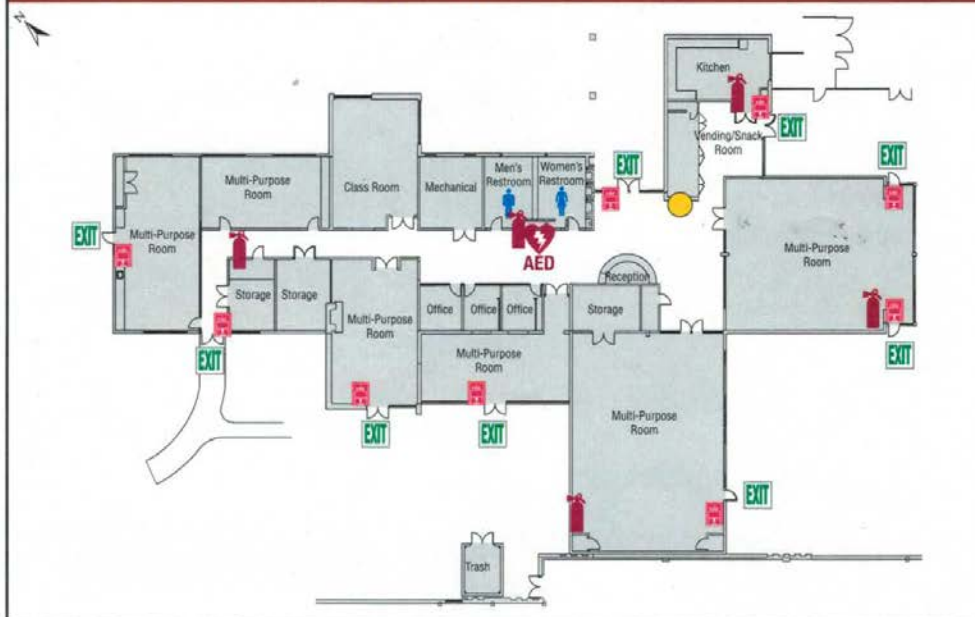 N
Kitchen
EXIT
Vending/Snack
Room
Multi-Purpose
Room
Class Room
Mechanical
Men's
Restroom
Women's
Restroom
EXIT
EXIT
EXIT
Multi-Purpose
Room
Multi-Purpose
Room
AED
Reception
Storage
Storage
Multi-Purpose
Room
Office
Office
Office
Storage
EXIT
EXIT
Multi-Purpose
Room
Multi-Purpose
Room
EXIT
EXIT
EXIT
Trash